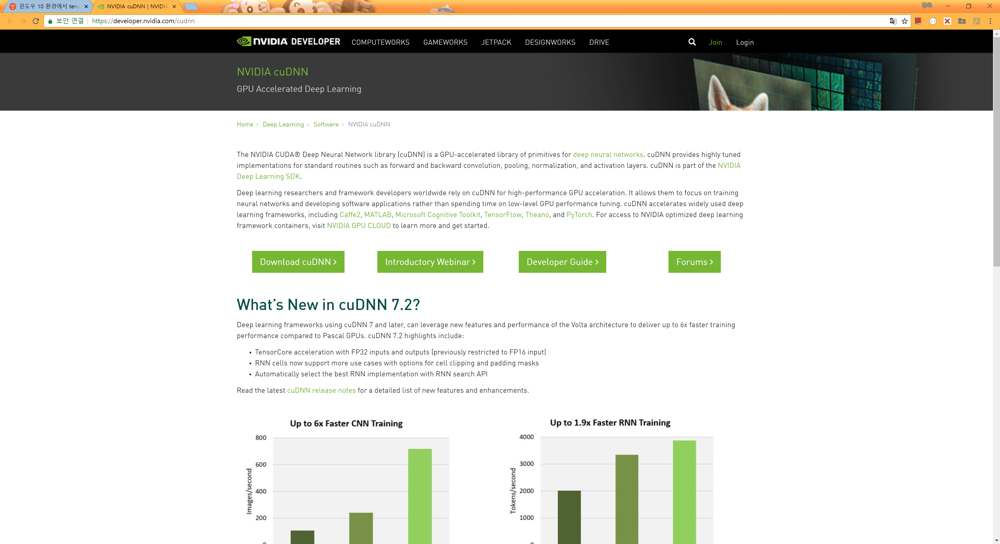 윈도우 10 환경에서 tens
NVIDIA cuDNN | NVIDIA
형욱
보안 연결
https://developer.nvidia.com/cudnn
NVIDIA DEVELOPER COMPUTEWORKS GAMEWORKS JETPACK DESIGNWORKS DRIVE Join Login
NVIDIA cuDNN
GPU Accelerated Deep Learning
Home > Deep Learning > Software > NVIDIA cuDNN
The NVIDIA CUDA® Deep Neural Network library (cuDNN) is a GPU-accelerated library of primitives for deep neural networks. cuDNN provides highly tuned
implementations for standard routines such as forward and backward convolution, pooling, normalization, and activation layers. cuDNN is part of the NVIDIA
Deep Learning SDK.
Deep learning researchers and framework developers worldwide rely on cuDNN for high-performance GPU acceleration. It allows them to focus on training
neural networks and developing software applications rather than spending time on low-level GPU performance tuning. cuDNN accelerates widely used deep
learning frameworks, including Caffe2, MATLAB, Microsoft Cognitive Toolkit, TensorFlow, Theano, and PyTorch. For access to NVIDIA optimized deep learning
framework containers, visit NVIDIA GPU CLOUD to learn more and get started.
Download cuDNN >
Introductory Webinar >
Developer Guide >
Forums >
What's New in cuDNN 7.2?
Deep learning frameworks using cuDNN 7 and later, can leverage new features and performance of the Volta architecture to deliver up to 6x faster training
performance compared to Pascal GPUs. cuDNN 7.2 highlights include:
• TensorCore acceleration with FP32 inputs and outputs (previously restricted to FP16 input)
• RNN cells now support more use cases with options for cell clipping and padding masks
• Automatically select the best RNN implementation with RNN search API
Read the latest cuDNN release notes for a detailed list of new features and enhancements.
Up to 6x Faster CNN Training
800
600
400
200
Images/second
Up to 1.9x Faster RNN Training
4000
3000
2000
1000
Tokens/second